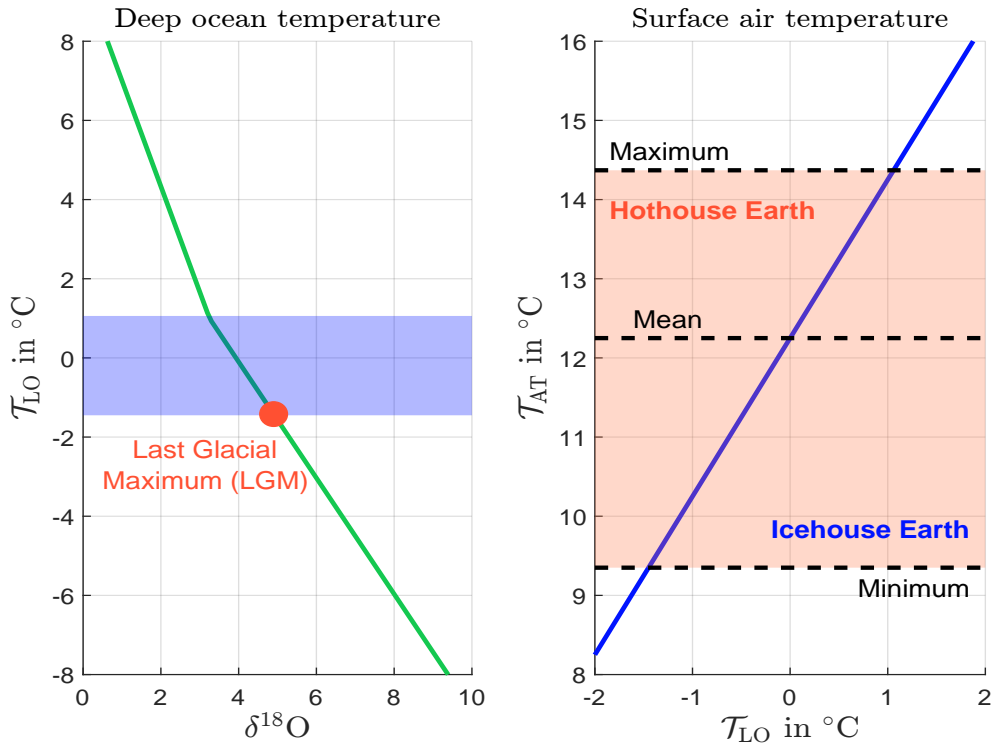 Deep ocean temperature
8
6
4
2
0
-2
-4
-6
-8
𝒯LO in °C
Last Glacial
Maximum (LGM)
0
2
4
6
8
10
δ¹⁸O
Surface air temperature
16
15
14
13
12
11
10
9
8
𝒯AT in °C
Maximum
Hothouse Earth
Mean
Icehouse Earth
Minimum
-2
-1
0
1
2
𝒯LO in °C